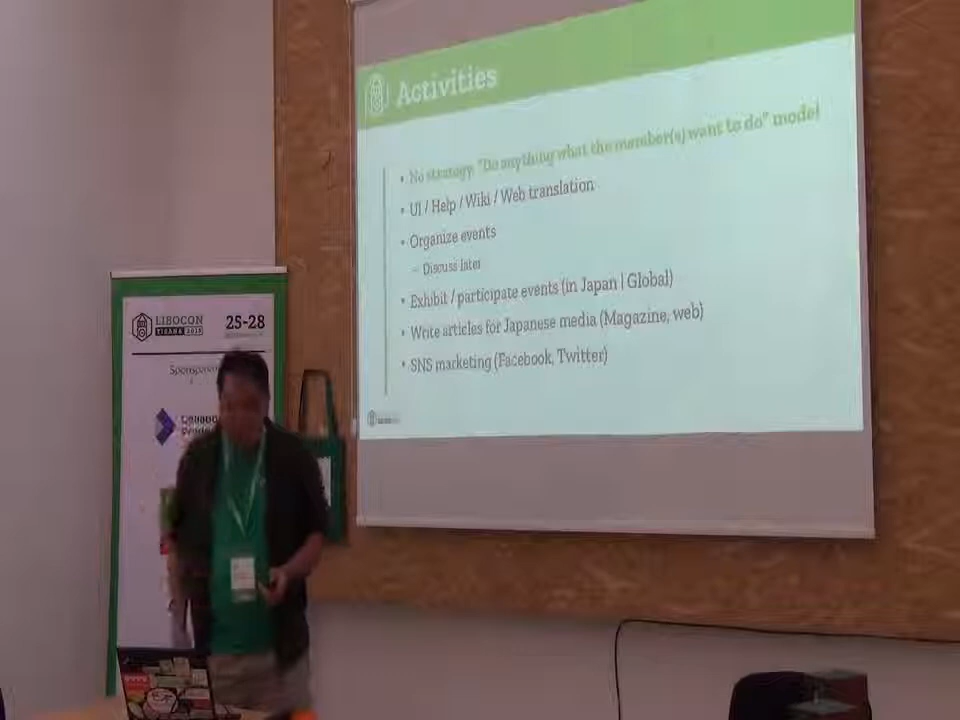 Activities
• No strategy. "Do anything what the member(s) want to do" model
• UI / Help / Wiki / Web translation
• Organize events
– Discuss later
• Exhibit / participate events (in Japan | Global)
• Write articles for Japanese media (Magazine, web)
• SNS marketing (Facebook, Twitter)
LIBOCON
TIRANA 2018
25-28